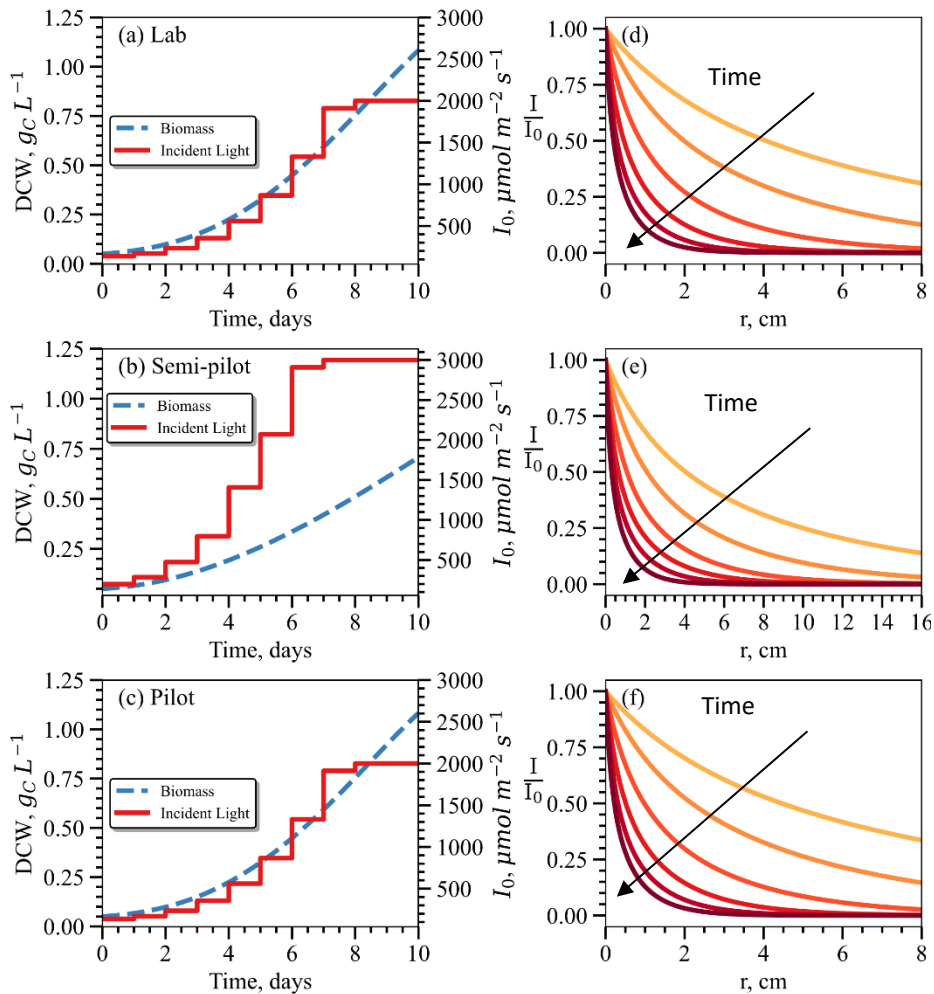 (a) Lab
DCW, g_C L⁻¹
1.25
1.00
0.75
0.50
0.25
0.00
Biomass
Incident Light
3000
2500
2000
1500
1000
500
I₀, μmol m⁻² s⁻¹
0 2 4 6 8 10
Time, days
(d)
Time
I/I₀
1.00
0.75
0.50
0.25
0.00
0 2 4 6 8
r, cm
(b) Semi-pilot
DCW, g_C L⁻¹
1.25
1.00
0.75
0.50
0.25
Biomass
Incident Light
3000
2500
2000
1500
1000
500
I₀, μmol m⁻² s⁻¹
0 2 4 6 8 10
Time, days
(e)
Time
I/I₀
1.00
0.75
0.50
0.25
0.00
0 2 4 6 8 10 12 14 16
r, cm
(c) Pilot
DCW, g_C L⁻¹
1.25
1.00
0.75
0.50
0.25
0.00
Biomass
Incident Light
3000
2500
2000
1500
1000
500
I₀, μmol m⁻² s⁻¹
0 2 4 6 8 10
Time, days
(f)
Time
I/I₀
1.00
0.75
0.50
0.25
0.00
0 2 4 6 8
r, cm